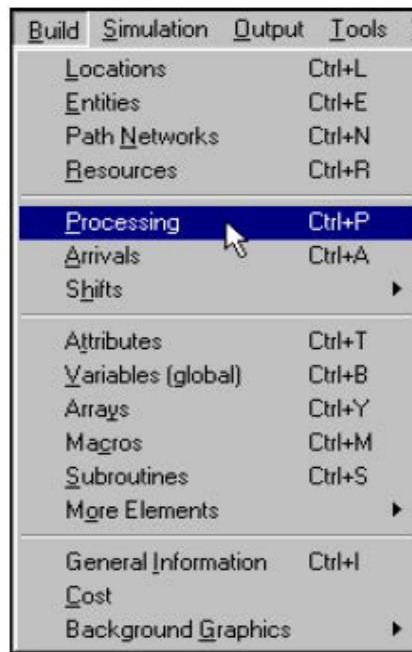 Build Simulation Output Tools
Locations Ctrl+L
Entities Ctrl+E
Path Networks Ctrl+N
Resources Ctrl+R
Processing Ctrl+P
Arrivals Ctrl+A
Shifts
Attributes Ctrl+T
Variables (global) Ctrl+B
Arrays Ctrl+Y
Macros Ctrl+M
Subroutines Ctrl+S
More Elements
General Information Ctrl+I
Cost
Background Graphics